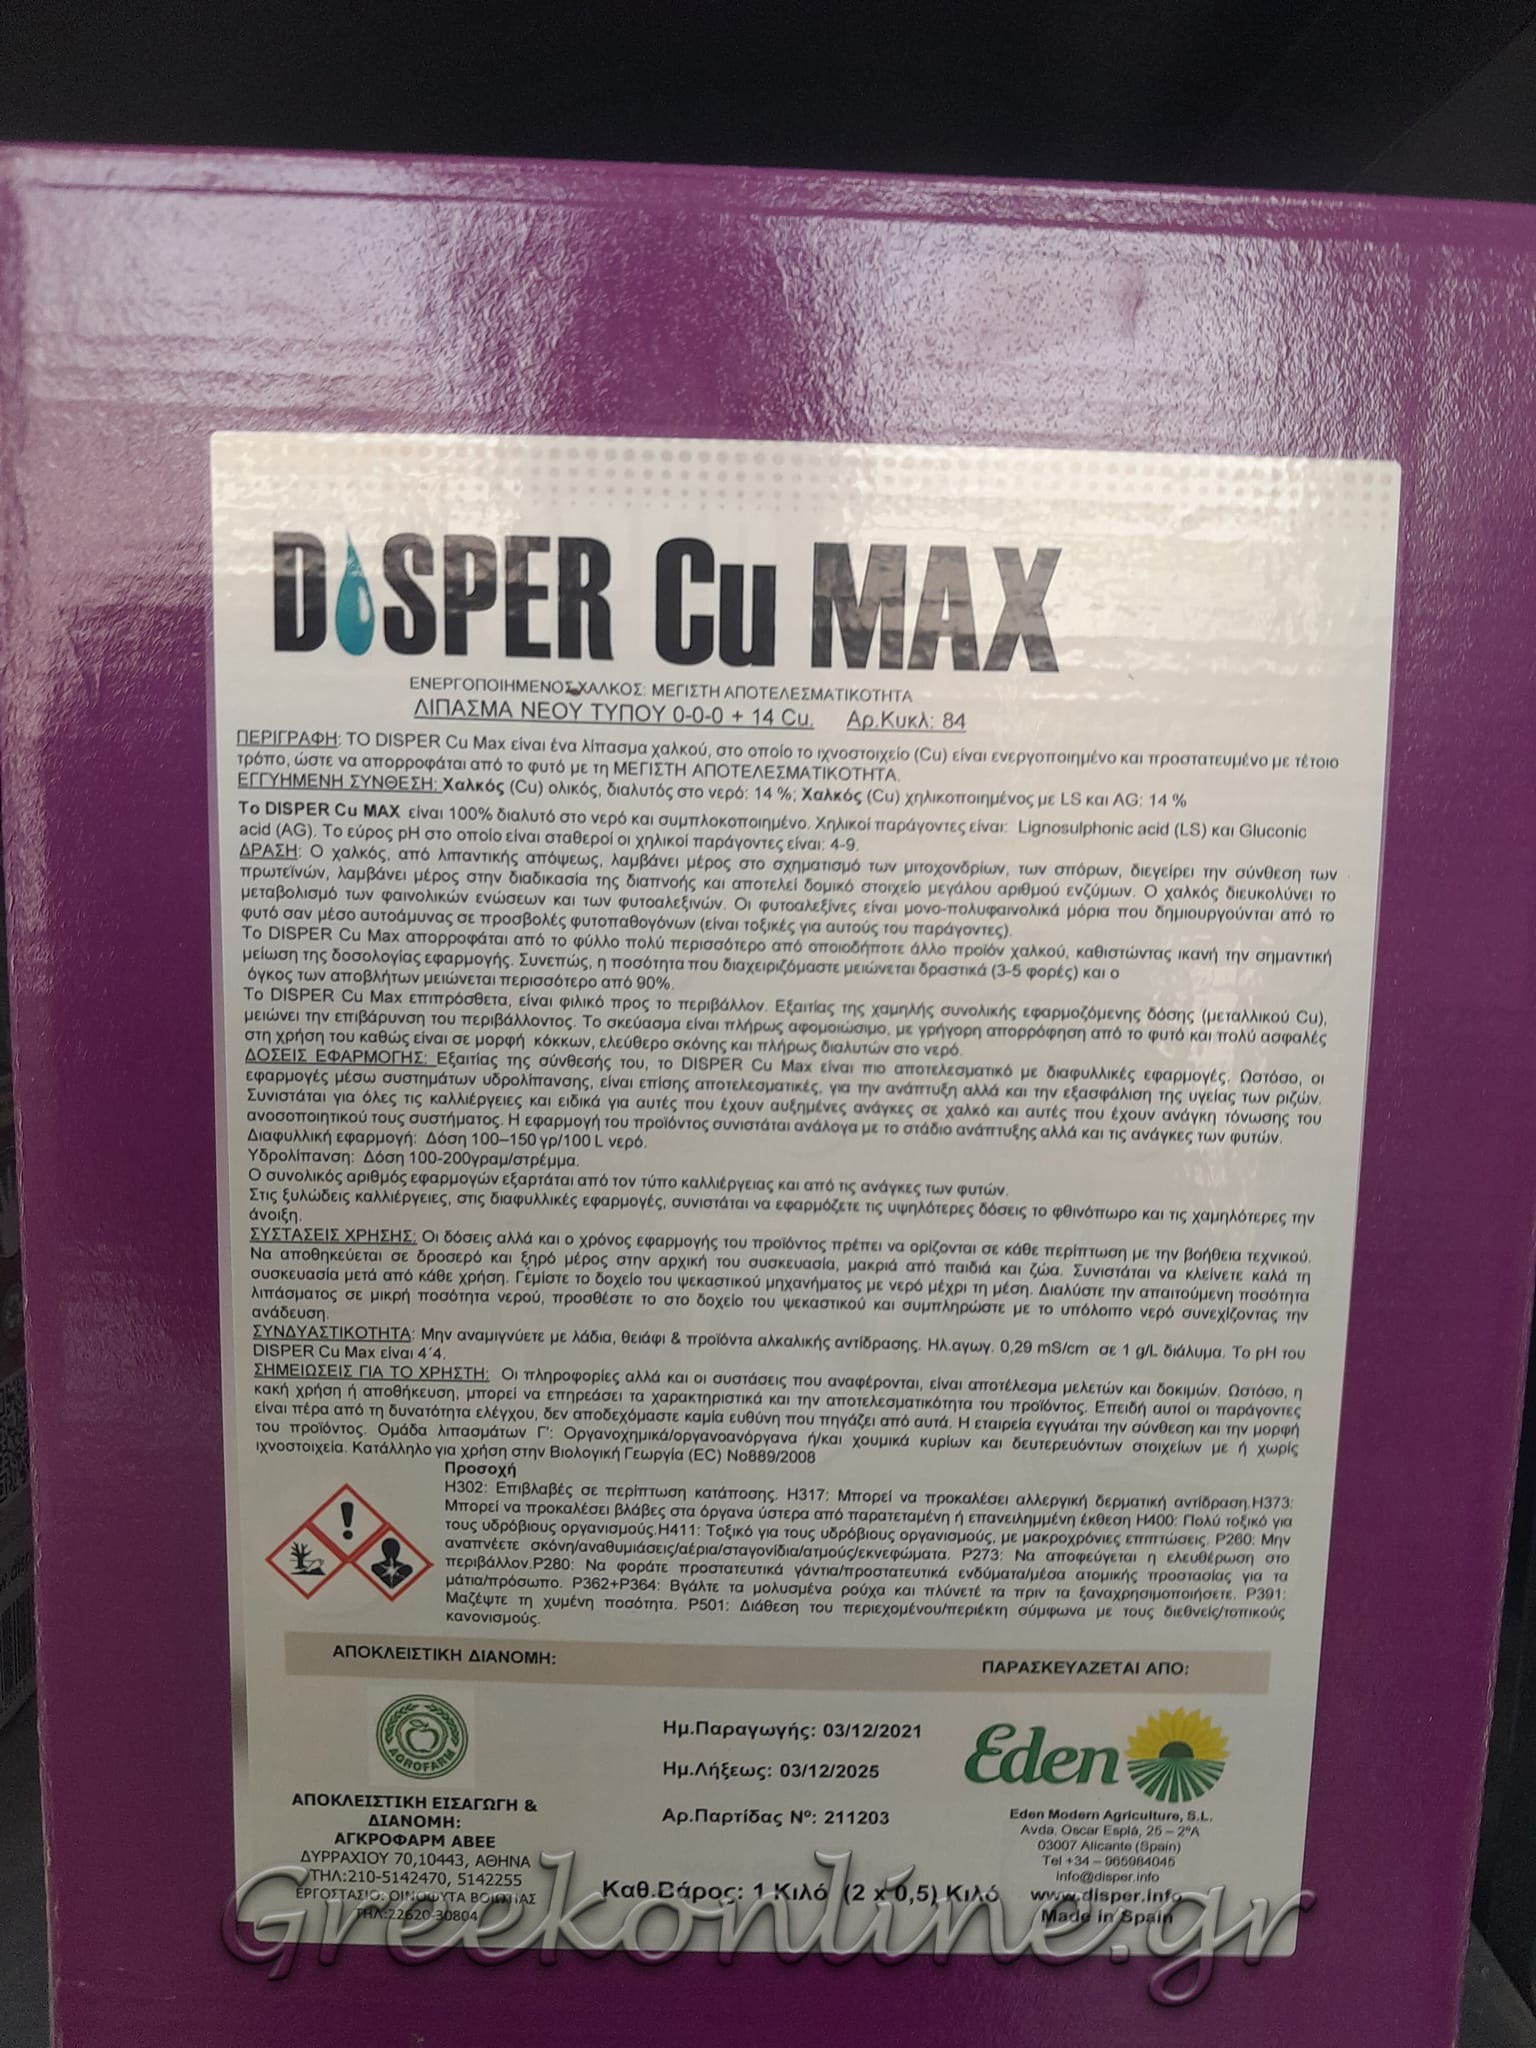 DISPER Cu MAX
ΕΝΕΡΓΟΠΟΙΗΜΕΝΟΣ ΧΑΛΚΟΣ: ΜΕΓΙΣΤΗ ΑΠΟΤΕΛΕΣΜΑΤΙΚΟΤΗΤΑ
ΛΙΠΑΣΜΑ ΝΕΟΥ ΤΥΠΟΥ 0-0-0 + 14 Cu. Αρ.Κυκλ: 84
ΠΕΡΙΓΡΑΦΗ: ΤΟ DISPER Cu Max είναι ένα λίπασμα χαλκού, στο οποίο το ιχνοστοιχείο (Cu) είναι ενεργοποιημένο και προστατευμένο με τέτοιο
τρόπο, ώστε να απορροφάται από το φυτό με τη ΜΕΓΙΣΤΗ ΑΠΟΤΕΛΕΣΜΑΤΙΚΟΤΗΤΑ.
ΕΓΓΥΗΜΕΝΗ ΣΥΝΘΕΣΗ: Χαλκός (Cu) ολικός, διαλυτός στο νερό: 14 %; Χαλκός (Cu) χηλικοποιημένος με LS και AG: 14 %
Το DISPER Cu MAX είναι 100% διαλυτό στο νερό και συμπλοκοποιημένο. Χηλικοί παράγοντες είναι: Lignosulphonic acid (LS) και Gluconic
acid (AG). Το εύρος pH στο οποίο είναι σταθεροί οι χηλικοί παράγοντες είναι: 4-9.
ΔΡΑΣΗ: Ο χαλκός, από λιπαντικής απόψεως, λαμβάνει μέρος στο σχηματισμό των μιτοχονδρίων, των σπόρων, διεγείρει την σύνθεση των
πρωτεϊνών, λαμβάνει μέρος στην διαδικασία της διαπνοής και αποτελεί δομικό στοιχείο μεγάλου αριθμού ενζύμων. Ο χαλκός διευκολύνει το
μεταβολισμό των φαινολικών ενώσεων και των φυτοαλεξινών. Οι φυτοαλεξίνες είναι μονο-πολυφαινολικά μόρια που δημιουργούνται από το
φυτό σαν μέσο αυτοάμυνας σε προσβολές φυτοπαθογόνων (είναι τοξικές για αυτούς του παράγοντες).
Το DISPER Cu Max απορροφάται από το φύλλο πολύ περισσότερο από οποιοδήποτε άλλο προϊόν χαλκού, καθιστώντας ικανή την σημαντική
μείωση της δοσολογίας εφαρμογής. Συνεπώς, η ποσότητα που διαχειριζόμαστε μειώνεται δραστικά (3-5 φορές) και ο
όγκος των αποβλήτων μειώνεται περισσότερο από 90%.
Το DISPER Cu Max επιπρόσθετα, είναι φιλικό προς το περιβάλλον. Εξαιτίας της χαμηλής συνολικής εφαρμοζόμενης δόσης (μεταλλικού Cu),
μειώνει την επιβάρυνση του περιβάλλοντος. Το σκεύασμα είναι πλήρως αφομοιώσιμο, με γρήγορη απορρόφηση από το φυτό και πολύ ασφαλές
στη χρήση του καθώς είναι σε μορφή κόκκων, ελεύθερο σκόνης και πλήρως διαλυτών στο νερό.
ΔΟΣΕΙΣ ΕΦΑΡΜΟΓΗΣ: Εξαιτίας της σύνθεσής του, το DISPER Cu Max είναι πιο αποτελεσματικό με διαφυλλικές εφαρμογές. Ωστόσο, οι
εφαρμογές μέσω συστημάτων υδρολίπανσης, είναι επίσης αποτελεσματικές, για την ανάπτυξη αλλά και την εξασφάλιση της υγείας των ριζών.
Συνιστάται για όλες τις καλλιέργειες και ειδικά για αυτές που έχουν αυξημένες ανάγκες σε χαλκό και αυτές που έχουν ανάγκη τόνωσης του
ανοσοποιητικού τους συστήματος. Η εφαρμογή του προϊόντος συνιστάται ανάλογα με το στάδιο ανάπτυξης αλλά και τις ανάγκες των φυτών.
Διαφυλλική εφαρμογή: Δόση 100–150 γρ/100 L νερό.
Υδρολίπανση: Δόση 100-200γραμ/στρέμμα.
Ο συνολικός αριθμός εφαρμογών εξαρτάται από τον τύπο καλλιέργειας και από τις ανάγκες των φυτών.
Στις ξυλώδεις καλλιέργειες, στις διαφυλλικές εφαρμογές, συνιστάται να εφαρμόζετε τις υψηλότερες δόσεις το φθινόπωρο και τις χαμηλότερες την
άνοιξη.
ΣΥΣΤΑΣΕΙΣ ΧΡΗΣΗΣ: Οι δόσεις αλλά και ο χρόνος εφαρμογής του προϊόντος πρέπει να ορίζονται σε κάθε περίπτωση με την βοήθεια τεχνικού.
Να αποθηκεύεται σε δροσερό και ξηρό μέρος στην αρχική του συσκευασία, μακριά από παιδιά και ζώα. Συνιστάται να κλείνετε καλά τη
συσκευασία μετά από κάθε χρήση. Γεμίστε το δοχείο του ψεκαστικού μηχανήματος με νερό μέχρι τη μέση. Διαλύστε την απαιτούμενη ποσότητα
λιπάσματος σε μικρή ποσότητα νερού, προσθέστε το στο δοχείο του ψεκαστικού και συμπληρώστε με το υπόλοιπο νερό συνεχίζοντας την
ανάδευση.
ΣΥΝΔΥΑΣΤΙΚΟΤΗΤΑ: Μην αναμιγνύετε με λάδια, θειάφι & προϊόντα αλκαλικής αντίδρασης. Ηλ.αγωγ. 0,29 mS/cm σε 1 g/L διάλυμα. Το pH του
DISPER Cu Max είναι 4´4.
ΣΗΜΕΙΩΣΕΙΣ ΓΙΑ ΤΟ ΧΡΗΣΤΗ: Οι πληροφορίες αλλά και οι συστάσεις που αναφέρονται, είναι αποτέλεσμα μελετών και δοκιμών. Ωστόσο, η
κακή χρήση ή αποθήκευση, μπορεί να επηρεάσει τα χαρακτηριστικά και την αποτελεσματικότητα του προϊόντος. Επειδή αυτοί οι παράγοντες
είναι πέρα από τη δυνατότητα ελέγχου, δεν αποδεχόμαστε καμία ευθύνη που πηγάζει από αυτά. Η εταιρεία εγγυάται την σύνθεση και την μορφή
του προϊόντος. Ομάδα λιπασμάτων Γ': Οργανοχημικά/οργανοανόργανα ή/και χουμικά κυρίων και δευτερευόντων στοιχείων με ή χωρίς
ιχνοστοιχεία. Κατάλληλο για χρήση στην Βιολογική Γεωργία (EC) No889/2008
Προσοχή
H302: Επιβλαβές σε περίπτωση κατάποσης. H317: Μπορεί να προκαλέσει αλλεργική δερματική αντίδραση.H373:
Μπορεί να προκαλέσει βλάβες στα όργανα ύστερα από παρατεταμένη ή επανειλημμένη έκθεση H400: Πολύ τοξικό για
τους υδρόβιους οργανισμούς.H411: Τοξικό για τους υδρόβιους οργανισμούς, με μακροχρόνιες επιπτώσεις. P260: Μην
αναπνέετε σκόνη/αναθυμιάσεις/αέρια/σταγονίδια/ατμούς/εκνεφώματα. P273: Να αποφεύγεται η ελευθέρωση στο
περιβάλλον.P280: Να φοράτε προστατευτικά γάντια/προστατευτικά ενδύματα/μέσα ατομικής προστασίας για τα
μάτια/πρόσωπο. P362+P364: Βγάλτε τα μολυσμένα ρούχα και πλύνετέ τα πριν τα ξαναχρησιμοποιήσετε. P391:
Μαζέψτε τη χυμένη ποσότητα. P501: Διάθεση του περιεχομένου/περιέκτη σύμφωνα με τους διεθνείς/τοπικούς
κανονισμούς.
ΑΠΟΚΛΕΙΣΤΙΚΗ ΔΙΑΝΟΜΗ:
ΠΑΡΑΣΚΕΥΑΖΕΤΑΙ ΑΠΟ:
AGROFARM
ΑΠΟΚΛΕΙΣΤΙΚΗ ΕΙΣΑΓΩΓΗ &
ΔΙΑΝΟΜΗ:
ΑΓΚΡΟΦΑΡΜ ΑΒΕΕ
ΔΥΡΡΑΧΙΟΥ 70,10443, ΑΘΗΝΑ
ΤΗΛ:210-5142470, 5142255
ΕΡΓΟΣΤΑΣΙΟ: ΟΙΝΟΦΥΤΑ ΒΟΙΩΤΙΑΣ
ΤΗΛ:22620-30804
Ημ.Παραγωγής: 03/12/2021
Ημ.Λήξεως: 03/12/2025
Αρ.Παρτίδας Nº: 211203
Καθ.Βάρος: 1 Κιλό (2 x 0,5) Κιλό
Eden
Eden Modern Agriculture, S.L.
Avda. Oscar Esplá, 25 – 2ºA
03007 Alicante (Spain)
Tel +34 – 965984045
info@disper.info
www.disper.info
Made in Spain
Greekonline.gr